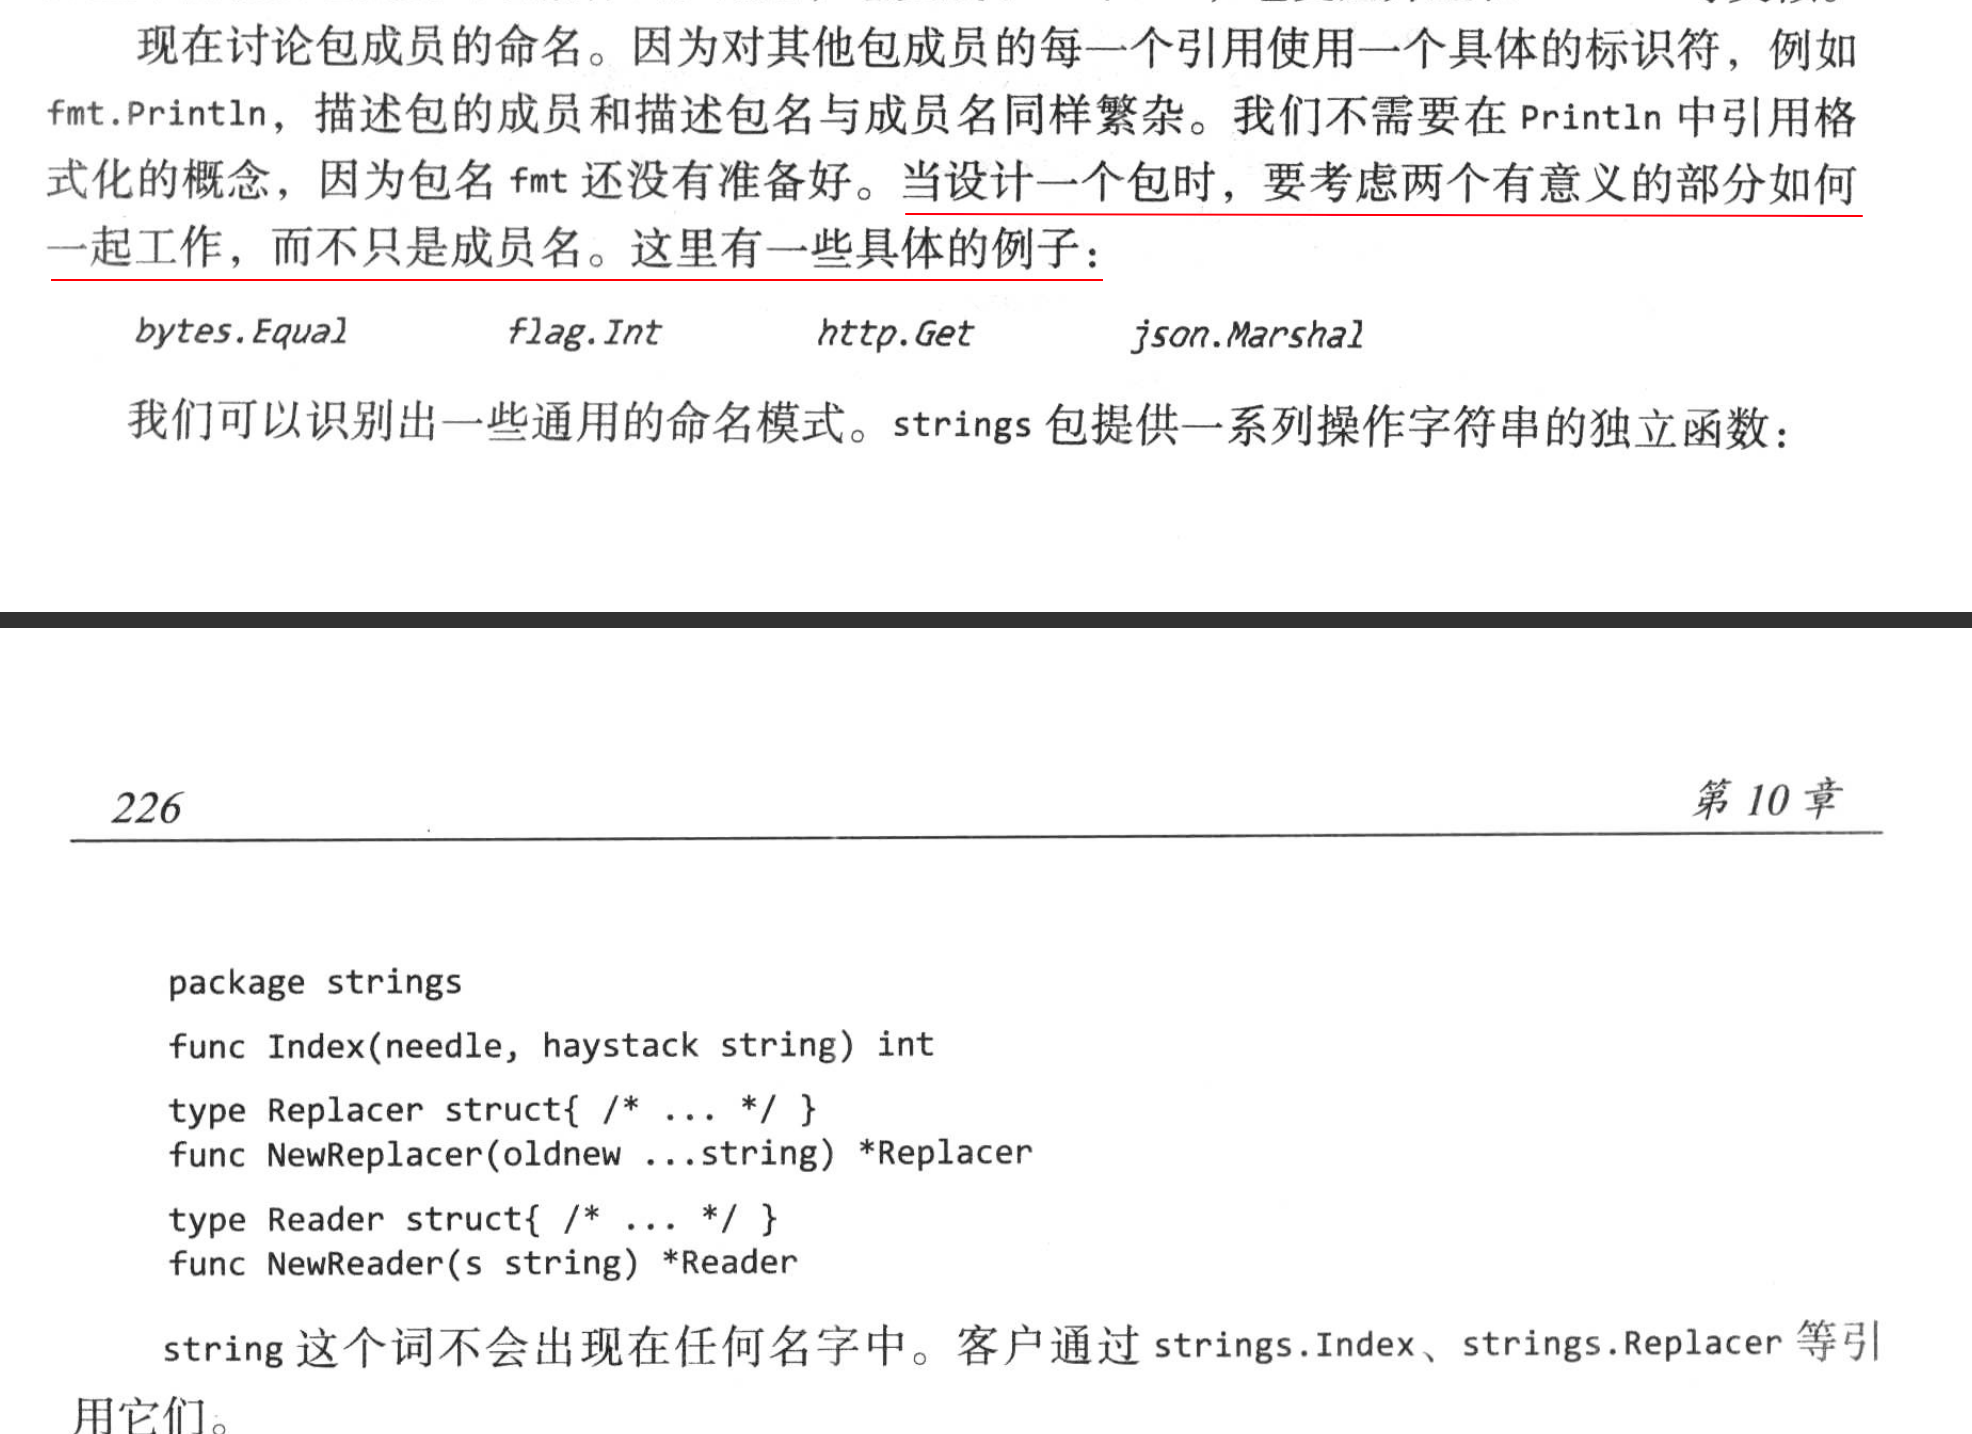 现在讨论包成员的命名。因为对其他包成员的每一个引用使用一个具体的标识符，例如
fmt.Println，描述包的成员和描述包名与成员名同样繁杂。我们不需要在 Println 中引用格
式化的概念，因为包名 fmt 还没有准备好。当设计一个包时，要考虑两个有意义的部分如何
一起工作，而不只是成员名。这里有一些具体的例子：
bytes.Equal flag.Int http.Get json.Marshal
我们可以识别出一些通用的命名模式。strings 包提供一系列操作字符串的独立函数：
226 第 10 章
package strings
func Index(needle, haystack string) int
type Replacer struct{ /* ... */ }
func NewReplacer(oldnew ...string) *Replacer
type Reader struct{ /* ... */ }
func NewReader(s string) *Reader
string 这个词不会出现在任何名字中。客户通过 strings.Index、strings.Replacer 等引
用它们。